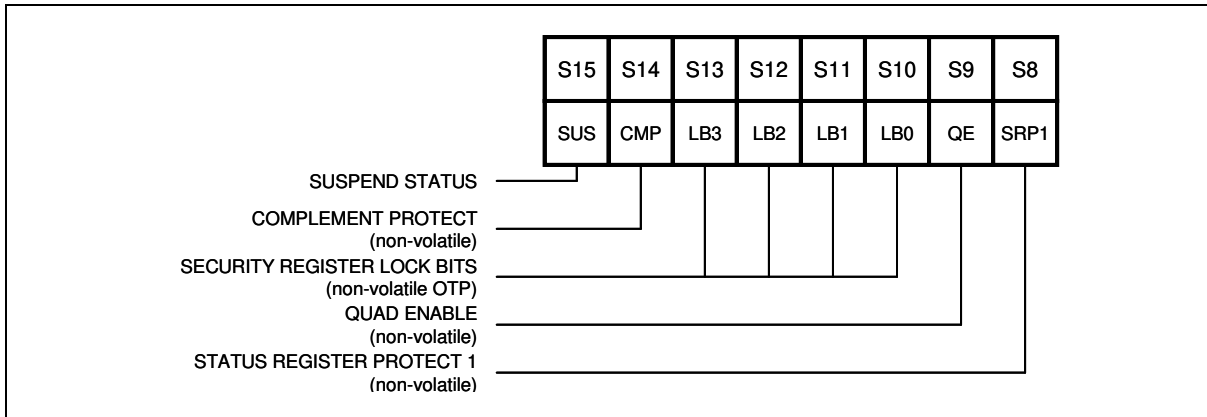 S15 S14 S13 S12 S11 S10 S9 S8
SUS CMP LB3 LB2 LB1 LB0 QE SRP1
SUSPEND STATUS
COMPLEMENT PROTECT
(non-volatile)
SECURITY REGISTER LOCK BITS
(non-volatile OTP)
QUAD ENABLE
(non-volatile)
STATUS REGISTER PROTECT 1
(non-volatile)